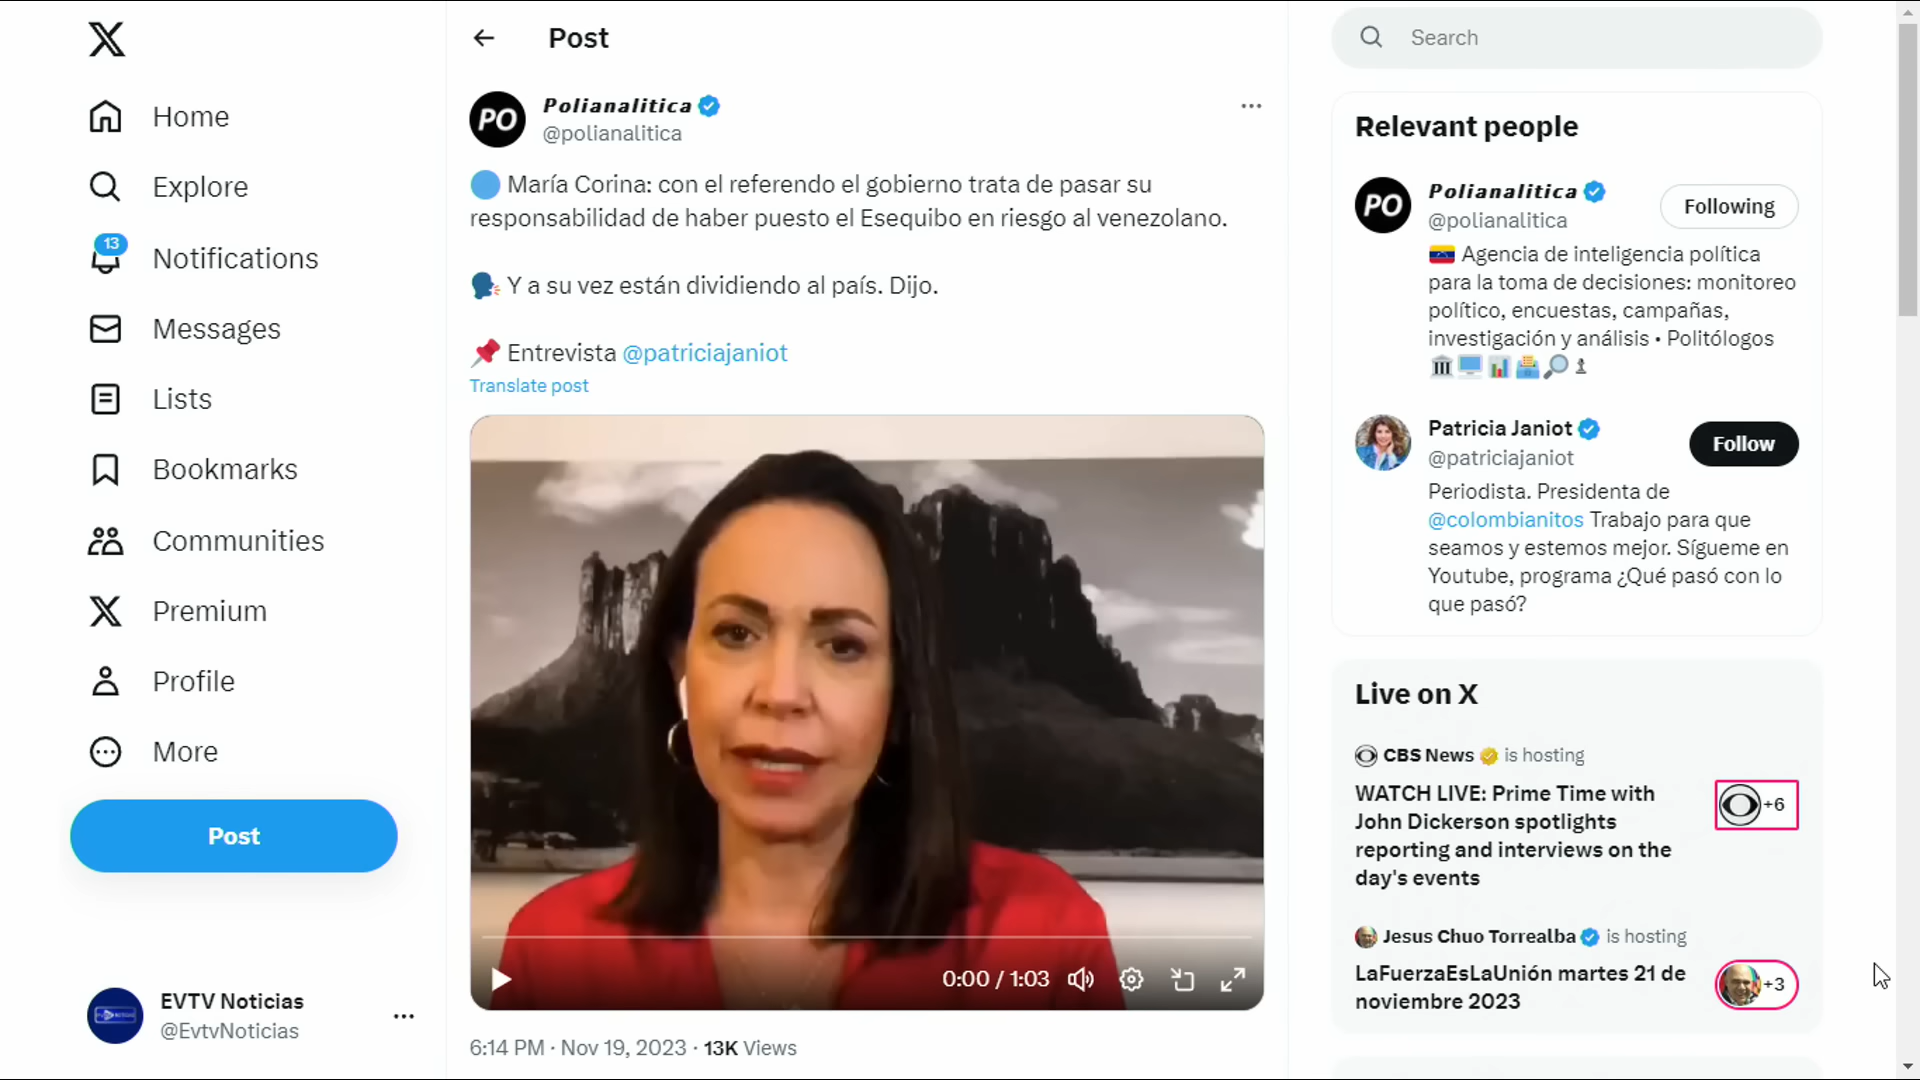 Home
Explore
13
Notifications
Messages
Lists
Bookmarks
Communities
Premium
Profile
More
Post
EVTV Noticias
@EvtvNoticias
Post
PO
Polianalitica
@polianalitica
María Corina: con el referendo el gobierno trata de pasar su
responsabilidad de haber puesto el Esequibo en riesgo al venezolano.
Y a su vez están dividiendo al país. Dijo.
Entrevista @patriciajaniot
Translate post
0:00 / 1:03
6:14 PM · Nov 19, 2023 · 13K Views
Search
Relevant people
PO
Polianalitica
@polianalitica
Following
Agencia de inteligencia política
para la toma de decisiones: monitoreo
político, encuestas, campañas,
investigación y análisis • Politólogos
Patricia Janiot
@patriciajaniot
Follow
Periodista. Presidenta de
@colombianitos Trabajo para que
seamos y estemos mejor. Sígueme en
Youtube, programa ¿Qué pasó con lo
que pasó?
Live on X
CBS News is hosting
WATCH LIVE: Prime Time with
John Dickerson spotlights
reporting and interviews on the
day's events
+6
Jesus Chuo Torrealba is hosting
LaFuerzaEsLaUnión martes 21 de
noviembre 2023
+3